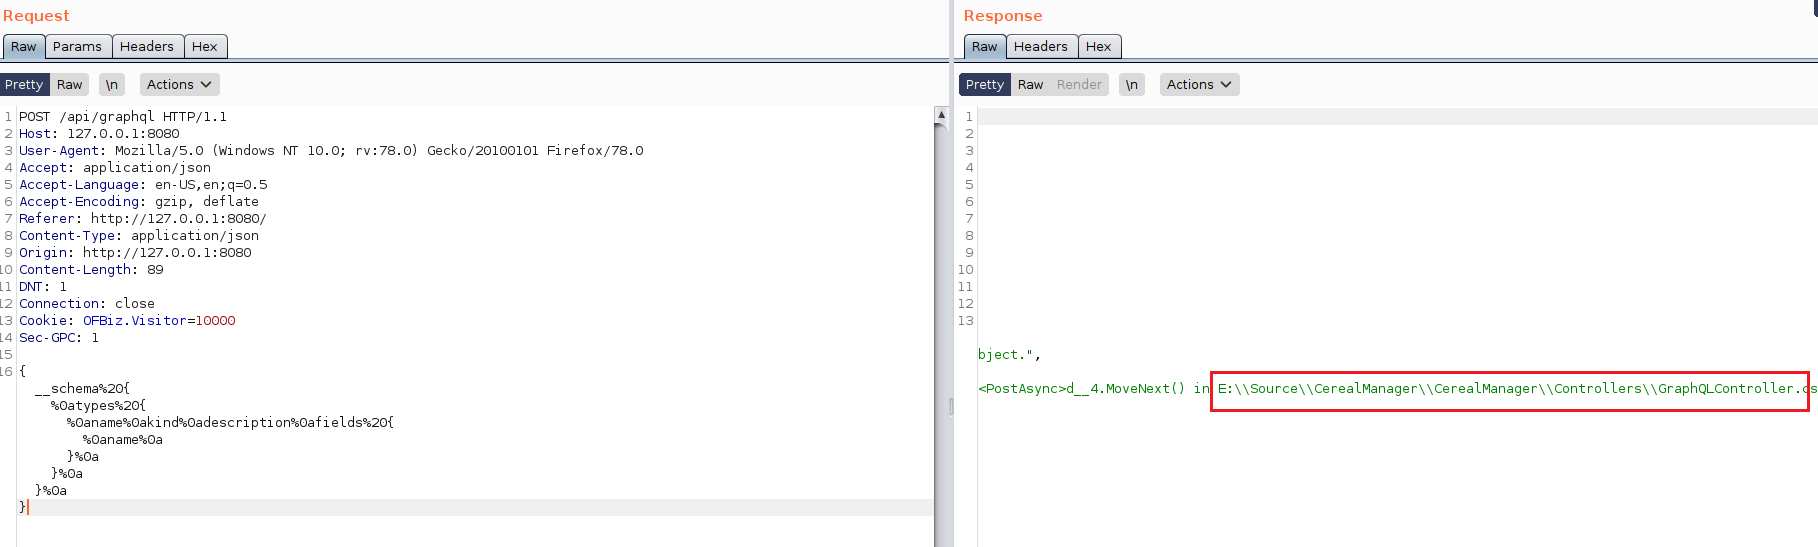 Request
Raw Params Headers Hex
Pretty Raw \n Actions
1 POST /api/graphql HTTP/1.1
2 Host: 127.0.0.1:8080
3 User-Agent: Mozilla/5.0 (Windows NT 10.0; rv:78.0) Gecko/20100101 Firefox/78.0
4 Accept: application/json
5 Accept-Language: en-US,en;q=0.5
6 Accept-Encoding: gzip, deflate
7 Referer: http://127.0.0.1:8080/
8 Content-Type: application/json
9 Origin: http://127.0.0.1:8080
10 Content-Length: 89
11 DNT: 1
12 Connection: close
13 Cookie: OFBiz.Visitor=10000
14 Sec-GPC: 1
15
16 {
__schema%20{
%0atypes%20{
%0aname%0akind%0adescription%0afields%20{
%0aname%0a
}%0a
}%0a
}%0a
}
Response
Raw Headers Hex
Pretty Raw Render \n Actions
1
2
3
4
5
6
7
8
9
10
11
12
13
bject.",
<PostAsync>d__4.MoveNext() in E:\\Source\\CerealManager\\CerealManager\\Controllers\\GraphQLController.cs